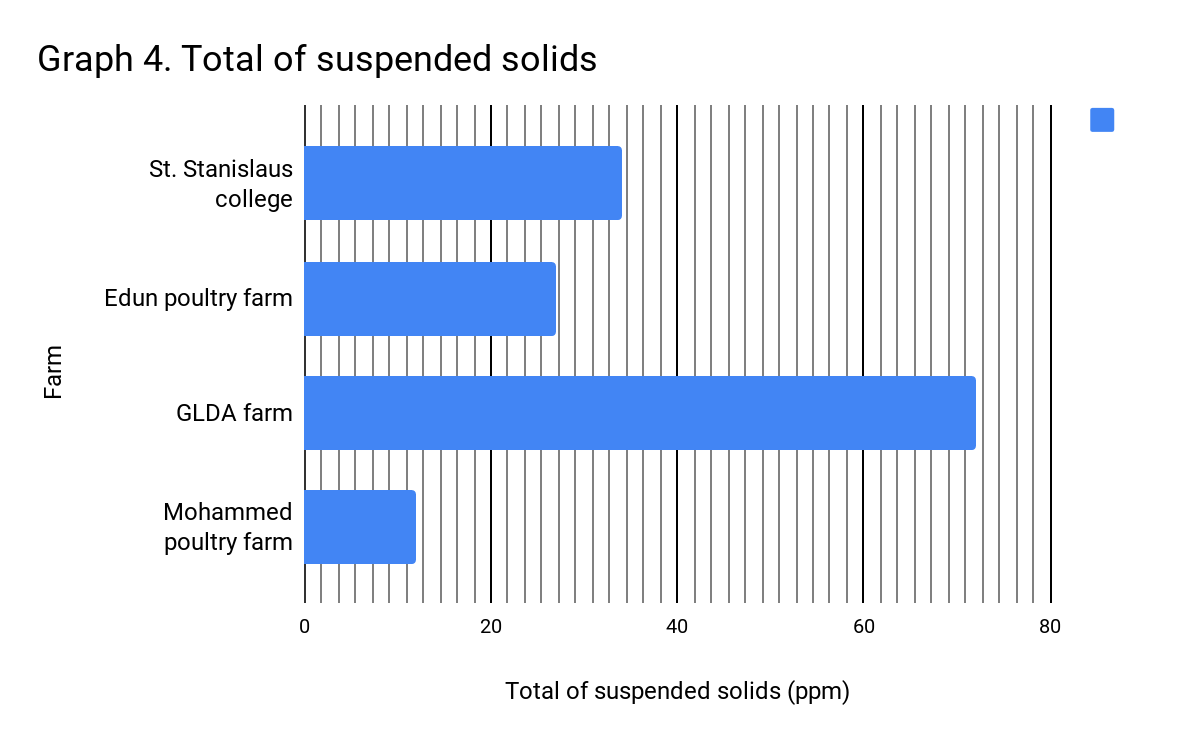 Graph 4. Total of suspended solids
St. Stanislaus
college
Edun poultry farm
GLDA farm
Mohammed
poultry farm
Farm
0 20 40 60 80
Total of suspended solids (ppm)